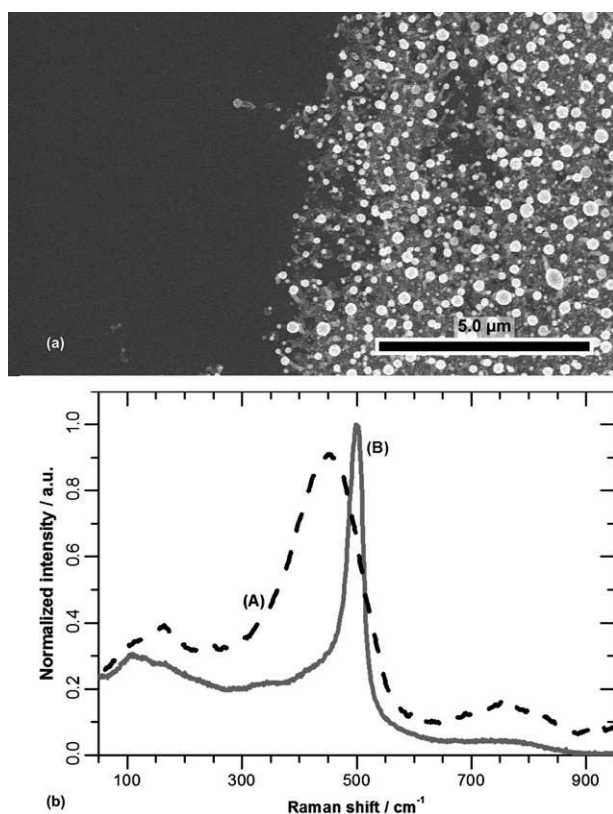 5.0 µm
(a)
Normalized intensity / a.u.
0.0 0.2 0.4 0.6 0.8 1.0
(A)
(B)
100 300 500 700 900
Raman shift / cm⁻¹
(b)